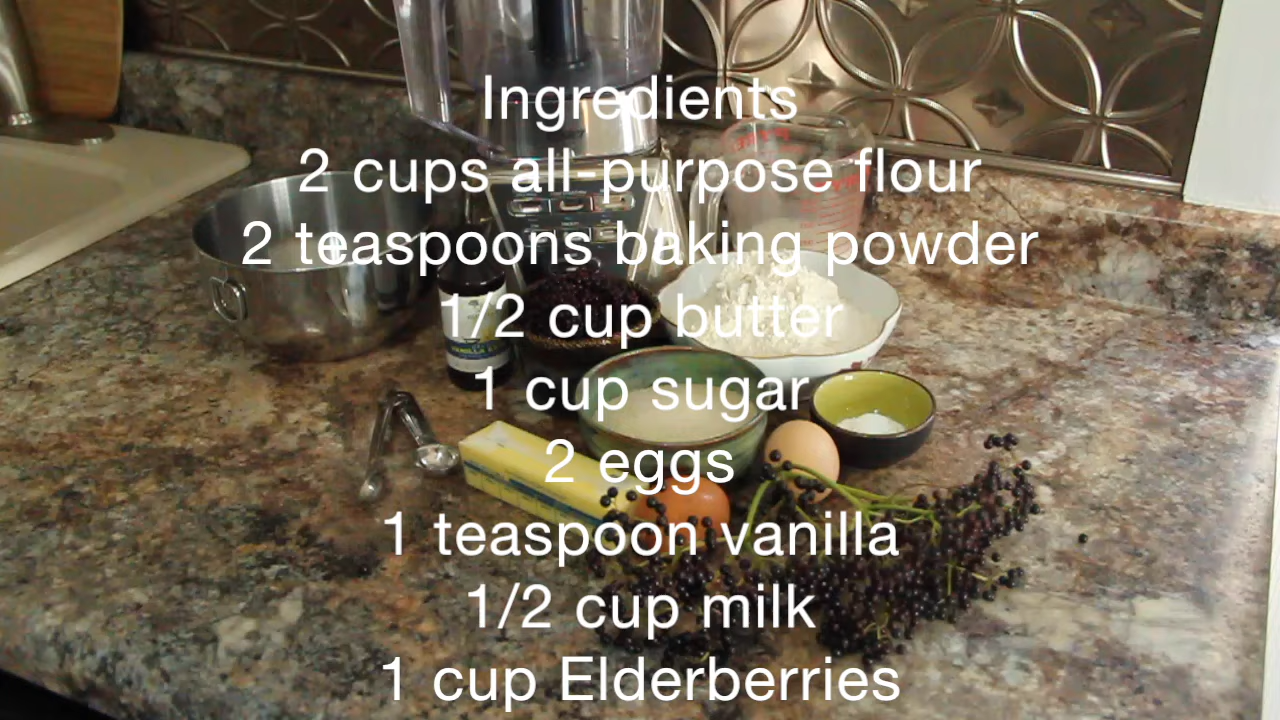 Ingredients
2 cups all-purpose flour
2 teaspoons baking powder
1/2 cup butter
1 cup sugar
2 eggs
1 teaspoon vanilla
1/2 cup milk
1 cup Elderberries